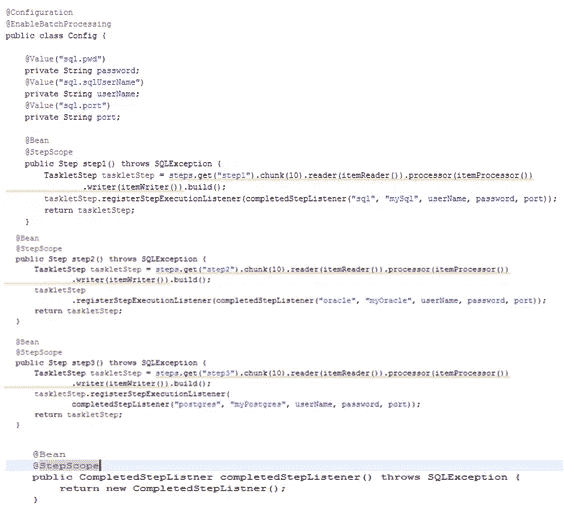 @Configuration
@EnableBatchProcessing
public class Config {
@Value("sql.pwd")
private String password;
@Value("sql.sqlUserName")
private String userName;
@Value("sql.port")
private String port;
@Bean
@StepScope
public Step step1() throws SQLException {
TaskletStep taskletStep = steps.get("step1").chunk(10).reader(itemReader()).processor(itemProcessor())
.writer(itemWriter()).build();
taskletStep.registerStepExecutionListener(completedStepListener("sql", "mySql", userName, password, port));
return taskletStep;
}
@Bean
@StepScope
public Step step2() throws SQLException {
TaskletStep taskletStep = steps.get("step2").chunk(10).reader(itemReader()).processor(itemProcessor())
.writer(itemWriter()).build();
taskletStep
.registerStepExecutionListener(completedStepListener("oracle", "myOracle", userName, password, port));
return taskletStep;
}
@Bean
@StepScope
public Step step3() throws SQLException {
TaskletStep taskletStep = steps.get("step3").chunk(10).reader(itemReader()).processor(itemProcessor())
.writer(itemWriter()).build();
taskletStep.registerStepExecutionListener(
completedStepListener("postgres", "myPostgres", userName, password, port));
return taskletStep;
}
@Bean
@StepScope
public CompletedStepListner completedStepListener() throws SQLException {
return new CompletedStepListner();
}